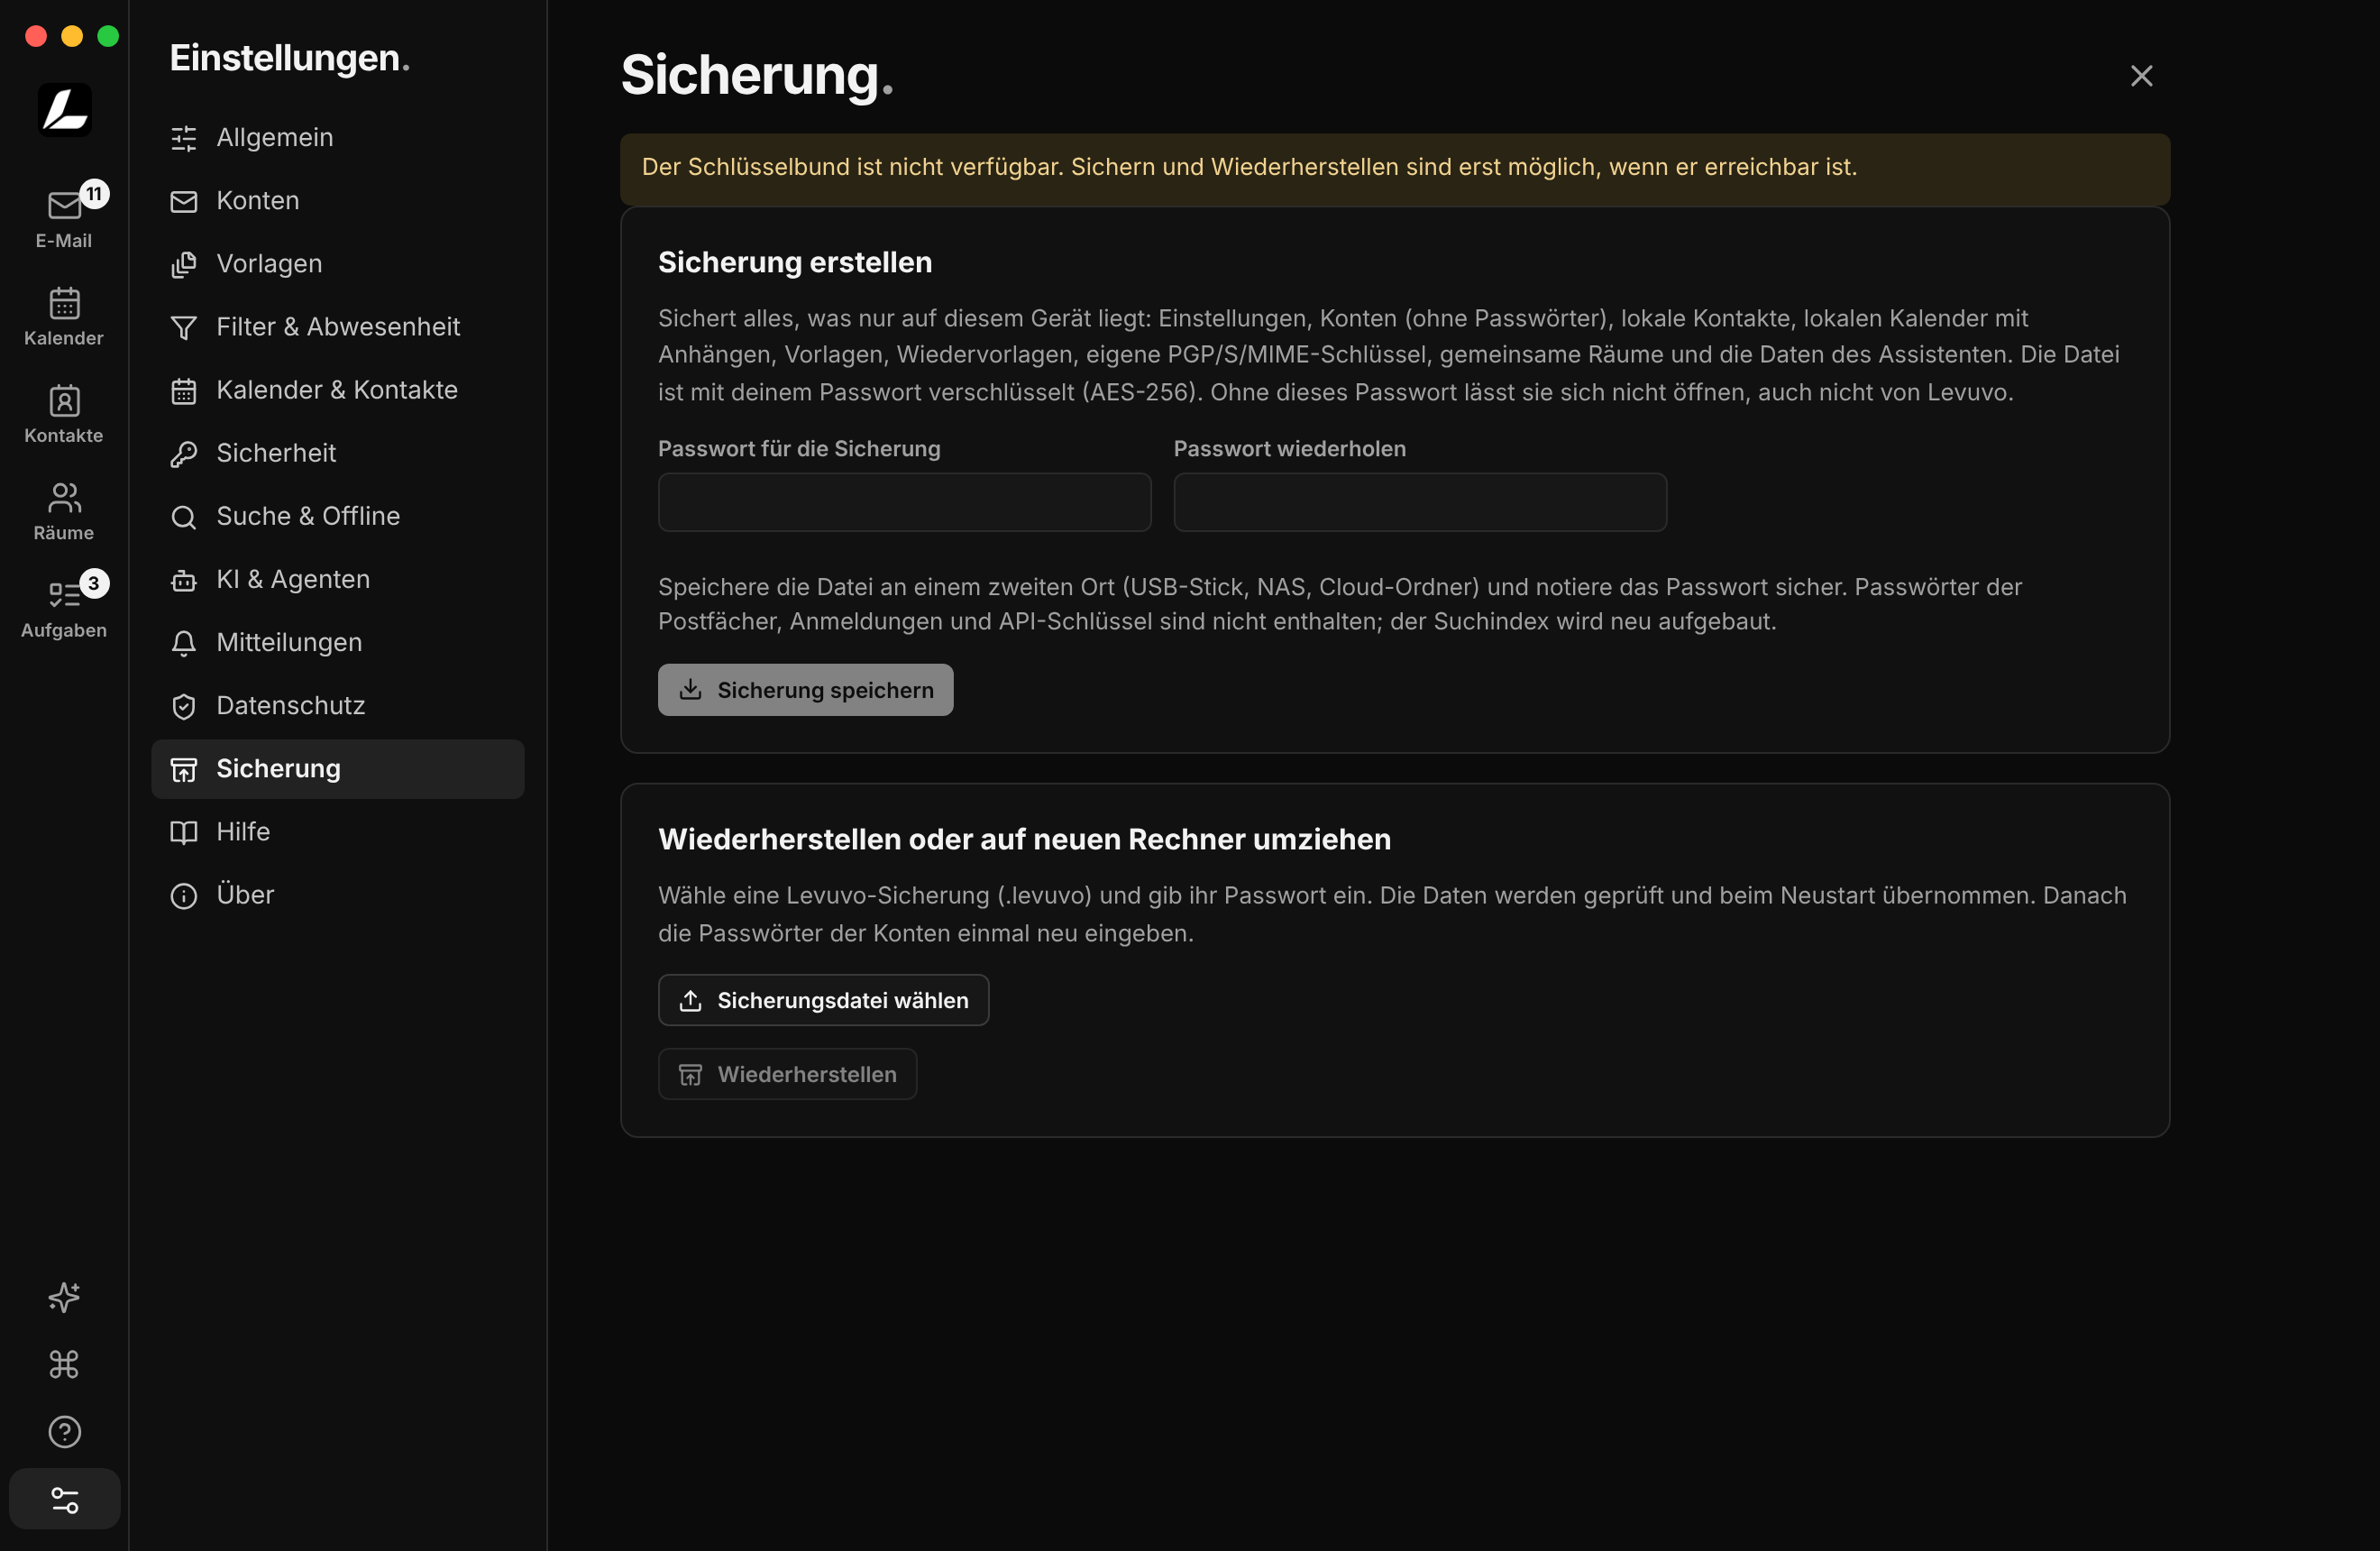 Einstellungen.
Allgemein
Konten
Vorlagen
Filter & Abwesenheit
Kalender & Kontakte
Sicherheit
Suche & Offline
KI & Agenten
Mitteilungen
Datenschutz
Sicherung
Hilfe
Über
11
E-Mail
Kalender
Kontakte
Räume
3
Aufgaben
Sicherung.
Der Schlüsselbund ist nicht verfügbar. Sichern und Wiederherstellen sind erst möglich, wenn er erreichbar ist.
Sicherung erstellen
Sichert alles, was nur auf diesem Gerät liegt: Einstellungen, Konten (ohne Passwörter), lokale Kontakte, lokalen Kalender mit
Anhängen, Vorlagen, Wiedervorlagen, eigene PGP/S/MIME-Schlüssel, gemeinsame Räume und die Daten des Assistenten. Die Datei
ist mit deinem Passwort verschlüsselt (AES-256). Ohne dieses Passwort lässt sie sich nicht öffnen, auch nicht von Levuvo.
Passwort für die Sicherung
Passwort wiederholen
Speichere die Datei an einem zweiten Ort (USB-Stick, NAS, Cloud-Ordner) und notiere das Passwort sicher. Passwörter der
Postfächer, Anmeldungen und API-Schlüssel sind nicht enthalten; der Suchindex wird neu aufgebaut.
Sicherung speichern
Wiederherstellen oder auf neuen Rechner umziehen
Wähle eine Levuvo-Sicherung (.levuvo) und gib ihr Passwort ein. Die Daten werden geprüft und beim Neustart übernommen. Danach
die Passwörter der Konten einmal neu eingeben.
Sicherungsdatei wählen
Wiederherstellen